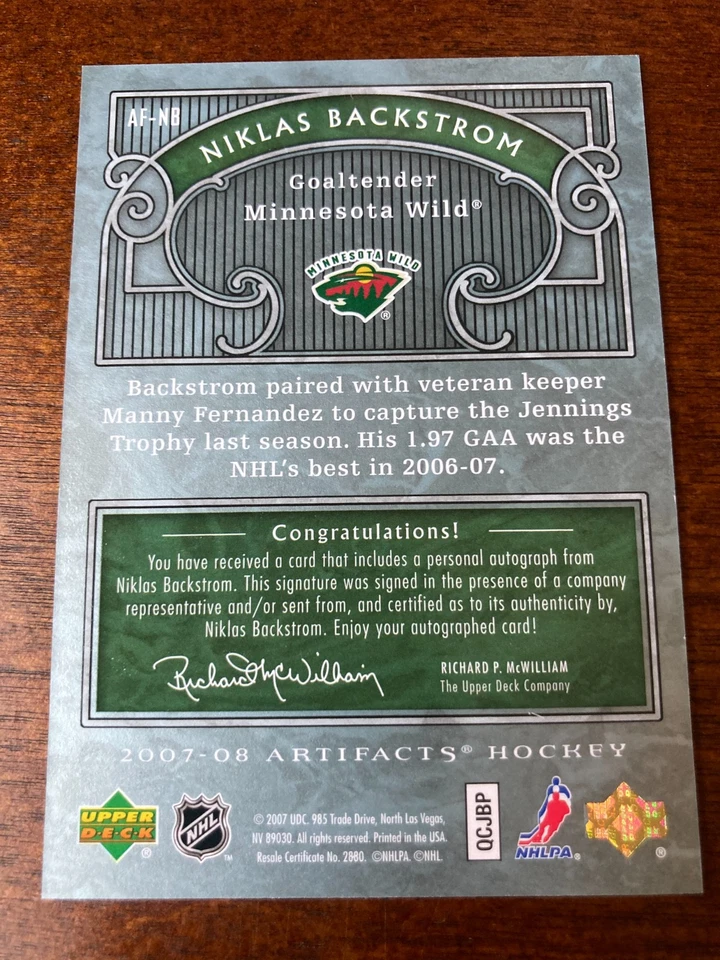 AF-NB
NIKLAS BACKSTROM
Goaltender
Minnesota Wild®
MINNESOTA WILD
®
Backstrom paired with veteran keeper
Manny Fernandez to capture the Jennings
Trophy last season. His 1.97 GAA was the
NHL's best in 2006-07.
Congratulations!
You have received a card that includes a personal autograph from
Niklas Backstrom. This signature was signed in the presence of a company
representative and/or sent from, and certified as to its authenticity by,
Niklas Backstrom. Enjoy your autographed card!
Richard McWilliam
RICHARD P. McWILLIAM
The Upper Deck Company
2007-08 ARTIFACTS® HOCKEY
UPPER
D·E·C·K
®
NHL
™
© 2007 UDC. 985 Trade Drive, North Las Vegas,
NV 89030. All rights reserved. Printed in the USA.
Resale Certificate No. 2880. ©NHLPA. ©NHL.
QCJBP
NHLPA®
®